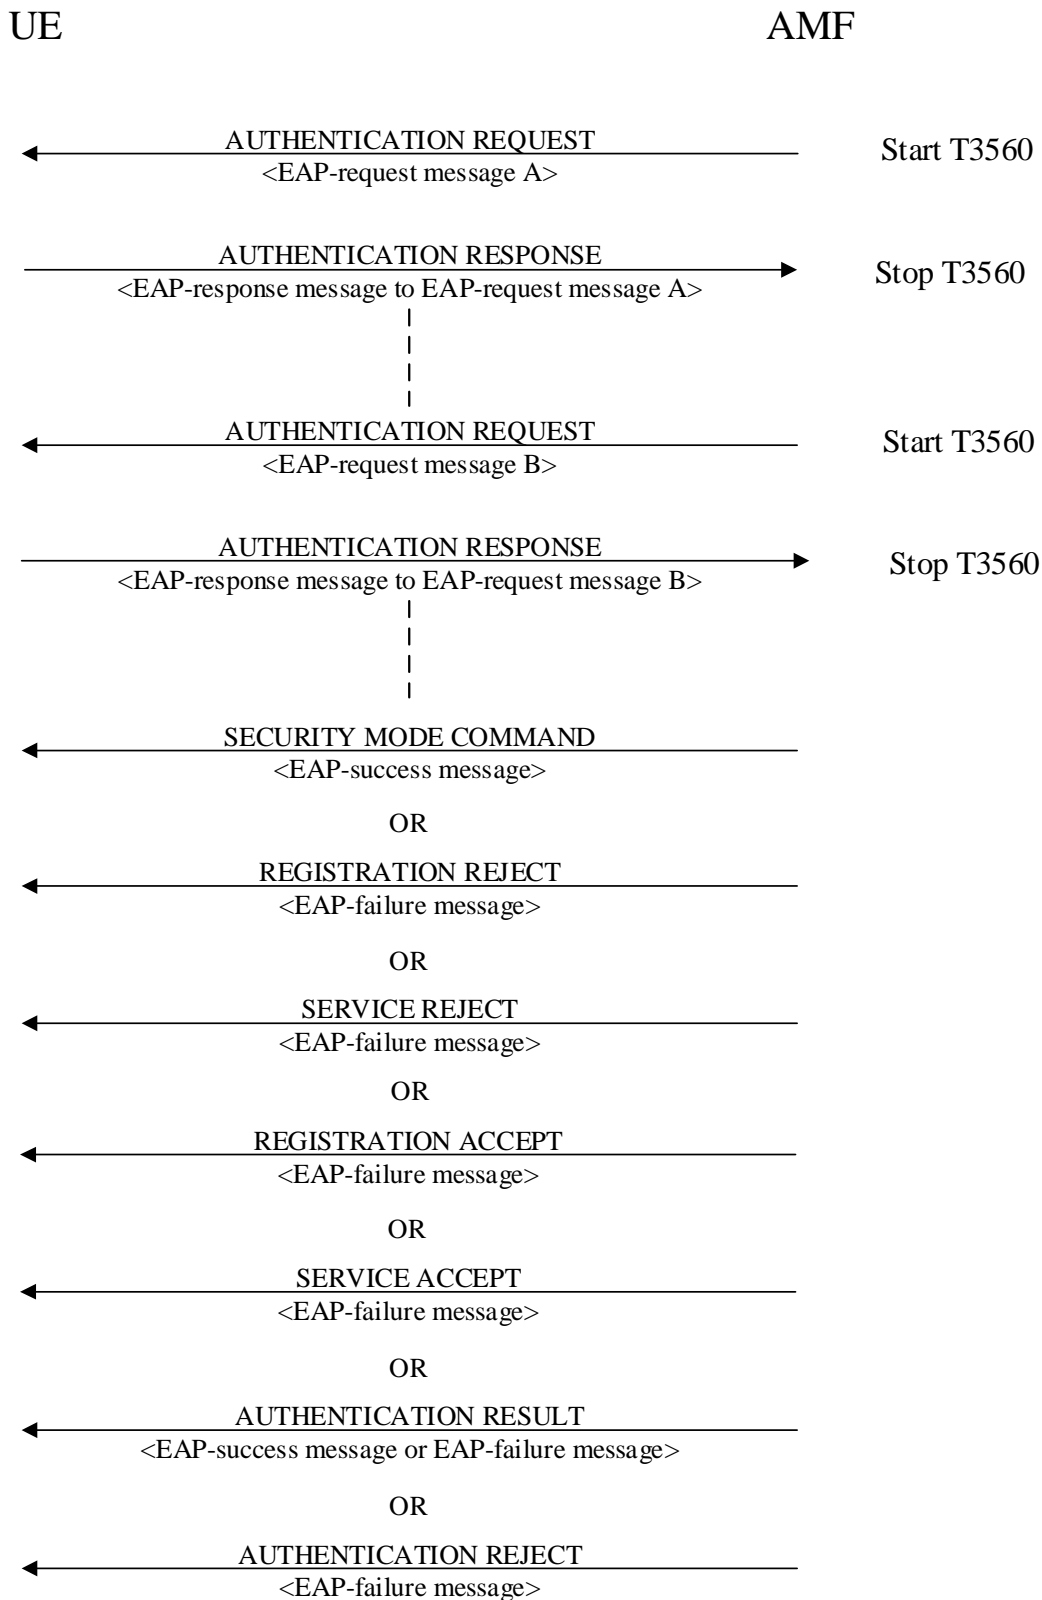 UE AMF
AUTHENTICATION REQUEST
<EAP-request message A>
Start T3560
AUTHENTICATION RESPONSE
<EAP-response message to EAP-request message A>
Stop T3560
AUTHENTICATION REQUEST
<EAP-request message B>
Start T3560
AUTHENTICATION RESPONSE
<EAP-response message to EAP-request message B>
Stop T3560
SECURITY MODE COMMAND
<EAP-success message>
OR
REGISTRATION REJECT
<EAP-failure message>
OR
SERVICE REJECT
<EAP-failure message>
OR
REGISTRATION ACCEPT
<EAP-failure message>
OR
SERVICE ACCEPT
<EAP-failure message>
OR
AUTHENTICATION RESULT
<EAP-success message or EAP-failure message>
OR
AUTHENTICATION REJECT
<EAP-failure message>